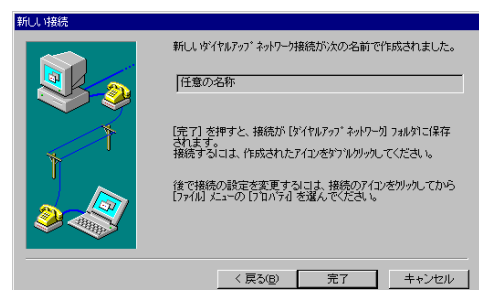 新しい接続
新しいﾀﾞｲﾔﾙｱｯﾌﾟ ﾈｯﾄﾜｰｸ接続が次の名前で作成されました。
任意の名称
[完了] を押すと、接続が [ﾀﾞｲﾔﾙｱｯﾌﾟ ﾈｯﾄﾜｰｸ] ﾌｫﾙﾀﾞに保存
されます。
接続するには、作成されたｱｲｺﾝをﾀﾞﾌﾞﾙｸﾘｯｸしてください。
後で接続の設定を変更するには、接続のｱｲｺﾝをｸﾘｯｸしてから
[ﾌｧｲﾙ] ﾒﾆｭｰの [ﾌﾟﾛﾊﾟﾃｨ] を選んでください。
< 戻る(B)
完了
キャンセル